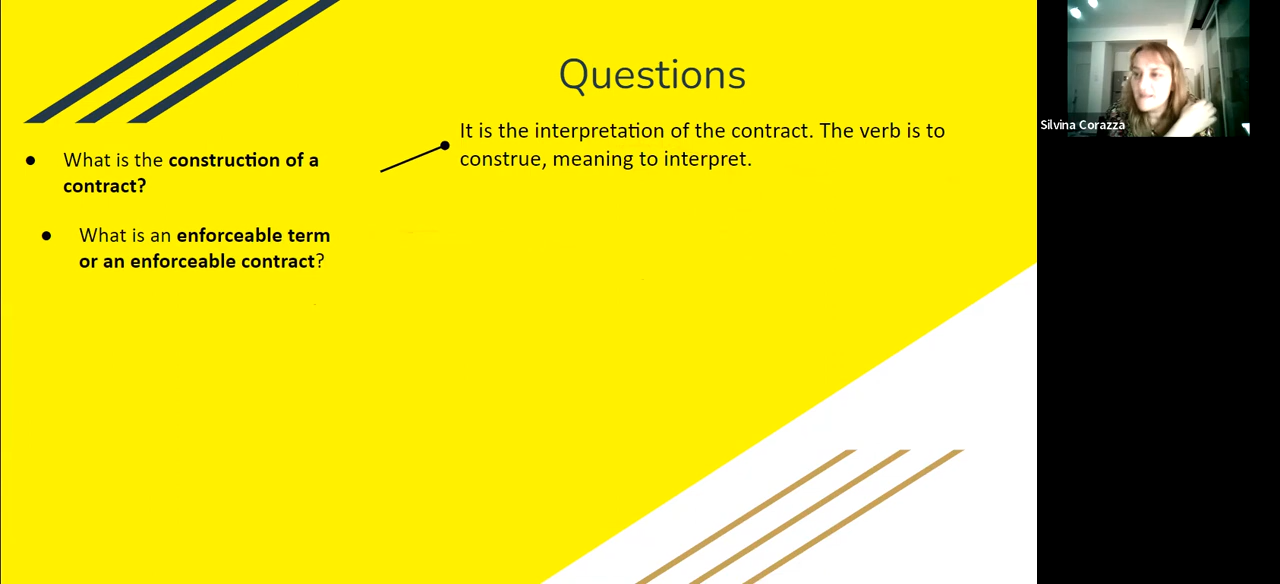 Questions
It is the interpretation of the contract. The verb is to
construe, meaning to interpret.
What is the construction of a
contract?
What is an enforceable term
or an enforceable contract?
Silvina Corazza